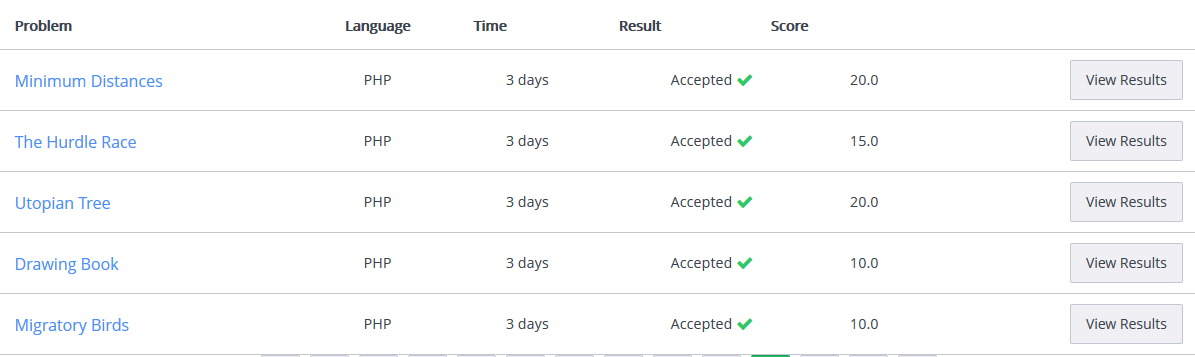 Problem Language Time Result Score
Minimum Distances PHP 3 days Accepted 20.0 View Results
The Hurdle Race PHP 3 days Accepted 15.0 View Results
Utopian Tree PHP 3 days Accepted 20.0 View Results
Drawing Book PHP 3 days Accepted 10.0 View Results
Migratory Birds PHP 3 days Accepted 10.0 View Results